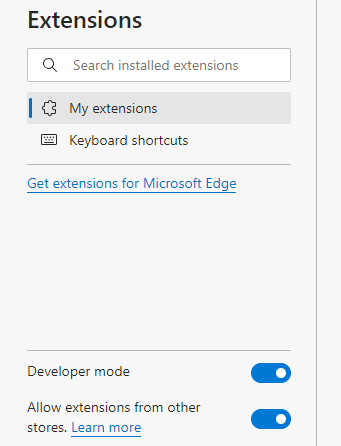 Extensions
Search installed extensions
My extensions
Keyboard shortcuts
Get extensions for Microsoft Edge
Developer mode
Allow extensions from other
stores. Learn more